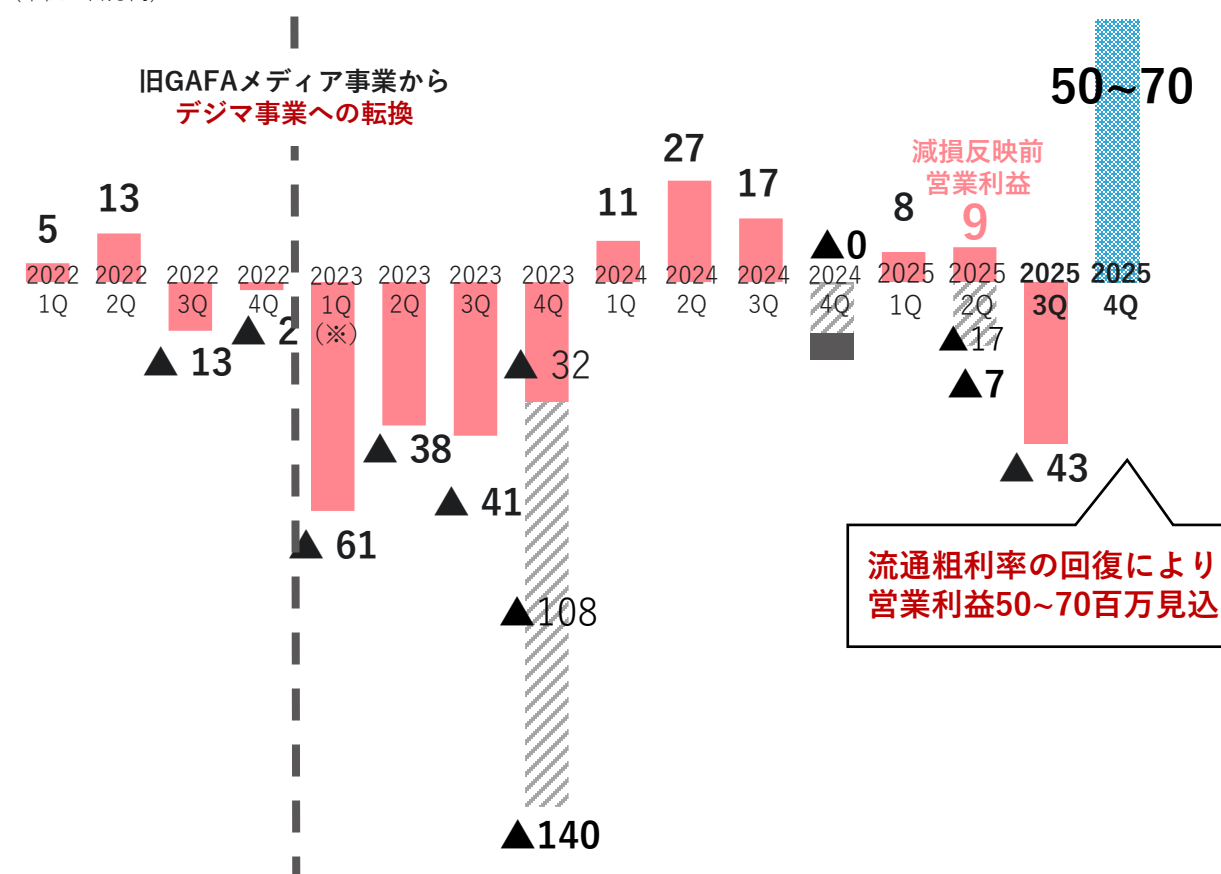 旧GAFAメディア事業から
デジマ事業への転換
50~70
減損反映前
営業利益
5
13
▲ 13
▲ 2
▲ 61
▲ 38
▲ 41
▲ 32
▲108
▲140
11
27
17
▲0
8
9
▲17
▲7
▲ 43
2022
1Q
2022
2Q
2022
3Q
2022
4Q
2023
1Q
(※)
2023
2Q
2023
3Q
2023
4Q
2024
1Q
2024
2Q
2024
3Q
2024
4Q
2025
1Q
2025
2Q
2025
3Q
2025
4Q
流通粗利率の回復により
営業利益50~70百万見込